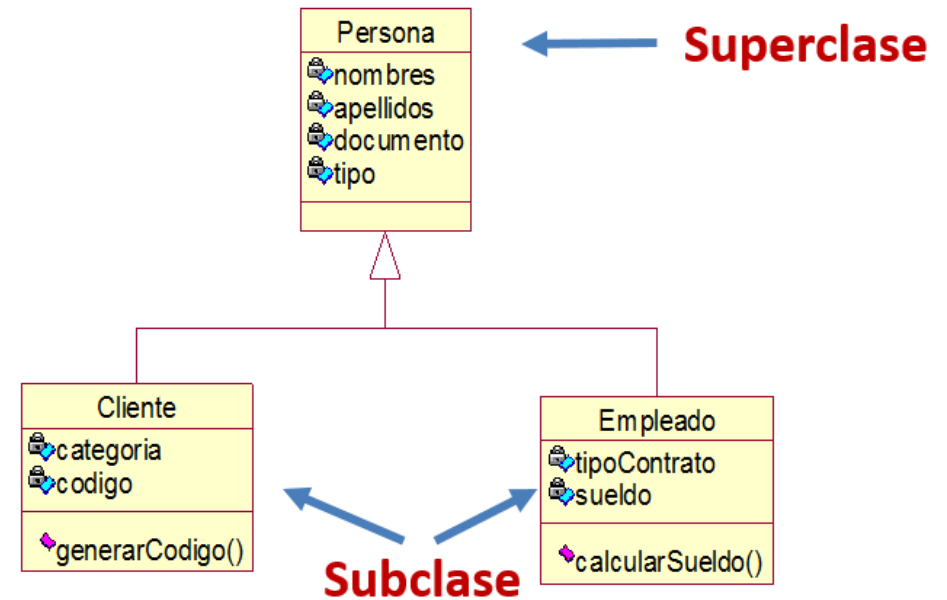 Persona
Superclase
nombres
apellidos
documento
tipo
Cliente
categoria
codigo
generarCodigo()
Empleado
tipoContrato
sueldo
calcularSueldo()
Subclase